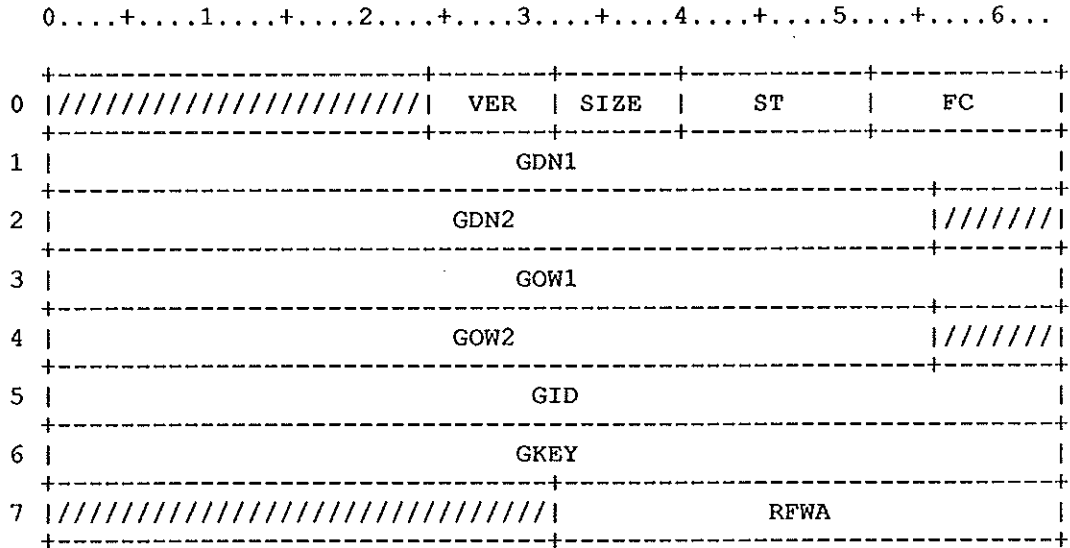 0....+....1....+....2....+....3....+....4....+....5....+....6...
+-----------------------+-------+-------+-----------+-----------+
0 |///////////////////////| VER | SIZE | ST | FC |
+-----------------------+-------+-------+-----------+-----------+
1 | GDN1 |
+-------------------------------------------------------+-------+
2 | GDN2 |///////|
+-------------------------------------------------------+-------+
3 | GOW1 |
+-------------------------------------------------------+-------+
4 | GOW2 |///////|
+-------------------------------------------------------+-------+
5 | GID |
+---------------------------------------------------------------+
6 | GKEY |
+-------------------------------+-------------------------------+
7 |///////////////////////////////| RFWA |
+-------------------------------+-------------------------------+